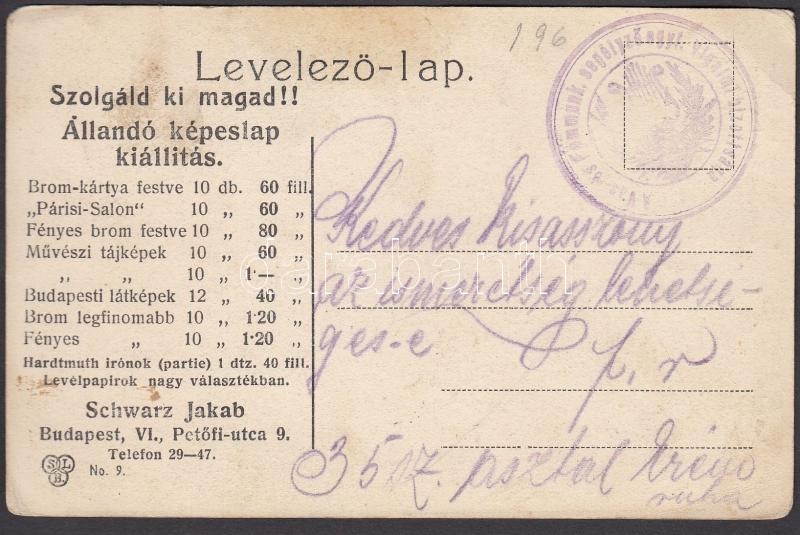 196
Levelező-lap.
Szolgáld ki magad!!
Állandó képeslap
kiállitás.
Brom-kártya festve 10 db. 60 fill.
„Párisi-Salon“ 10 „ 60 „
Fényes brom festve 10 „ 80 „
Művészi tájképek 10 „ 60 „
„ „ 10 „ 1·— „
Budapesti látképek 12 „ 40 „
Brom legfinomabb 10 „ 1·20 „
Fényes „ 10 „ 1·20 „
Hardtmuth irónok (partie) 1 dtz. 40 fill.
Levélpapirok nagy választékban.
Schwarz Jakab
Budapest, VI., Petőfi-utca 9.
Telefon 29—47.
S L B.
No. 9.
Kedves Kisasszony
az ismeretség lehetsé-
ges-e
f, r
35 sz. asztal
ruha
darabanth